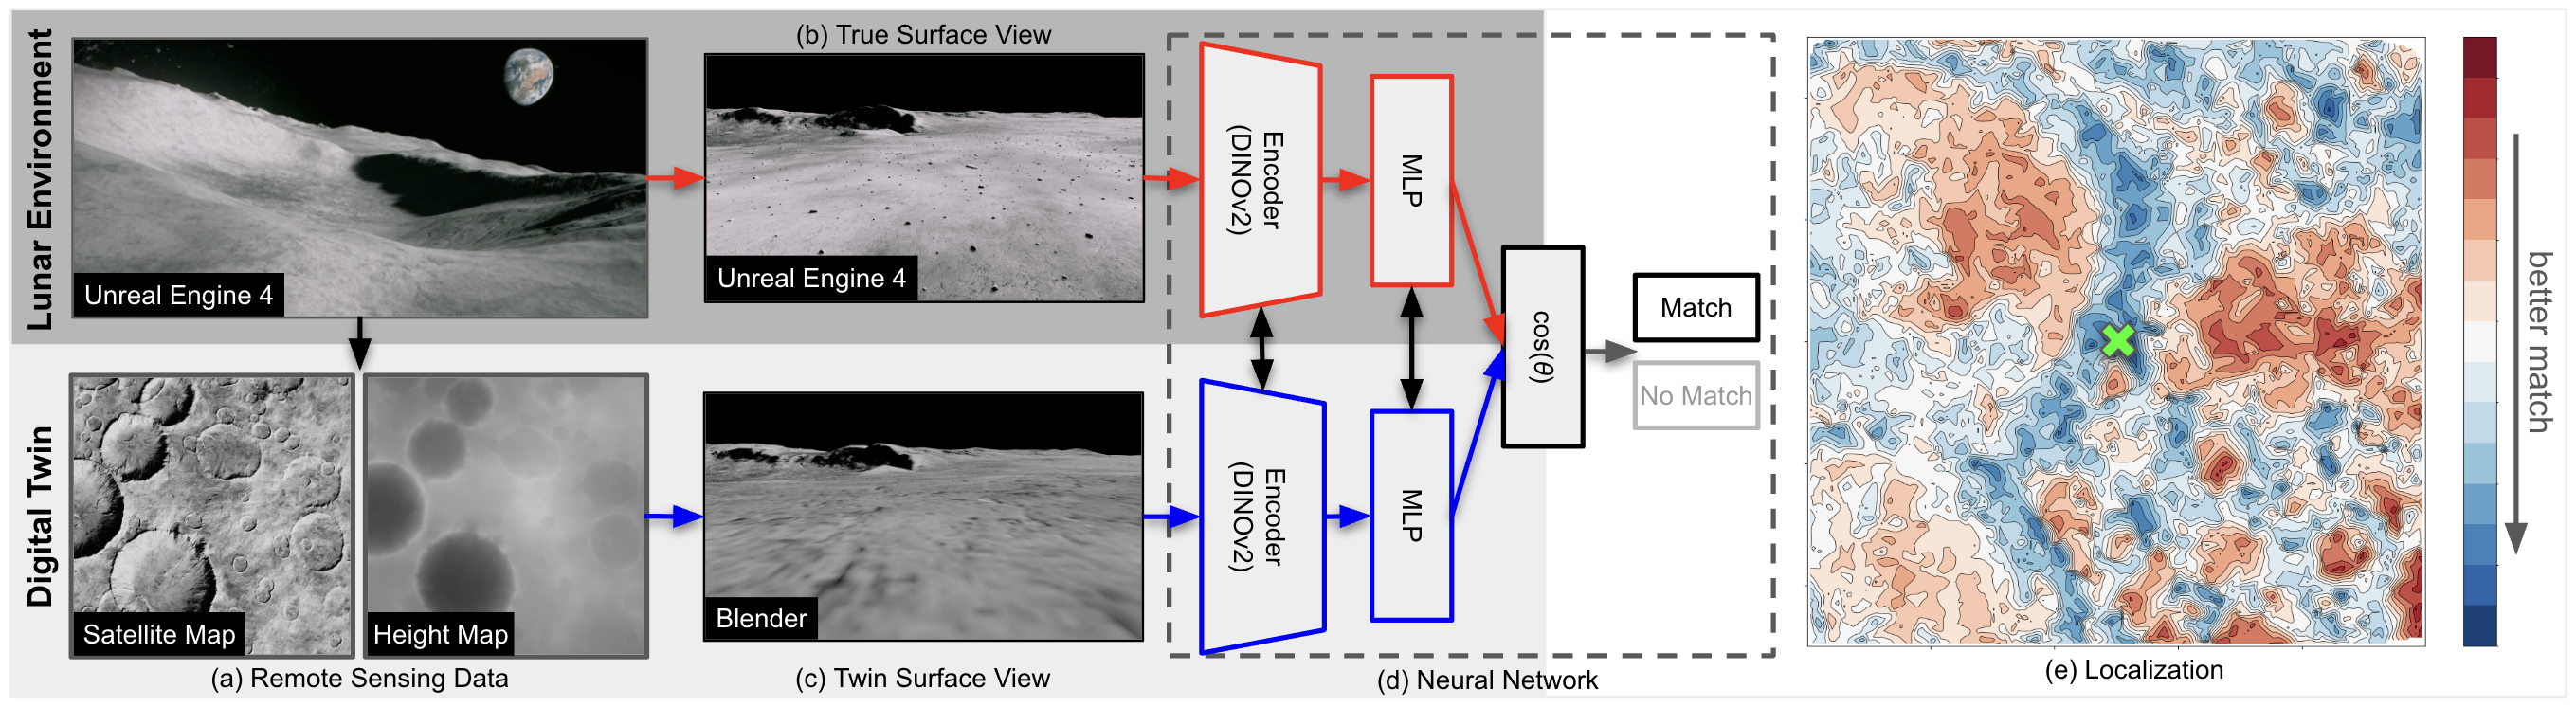 Lunar Environment
Unreal Engine 4
(b) True Surface View
Unreal Engine 4
Encoder
(DINOv2)
MLP
cos(θ)
Match
No Match
better match
Digital Twin
Satellite Map
Height Map
(a) Remote Sensing Data
Blender
(c) Twin Surface View
Encoder
(DINOv2)
MLP
(d) Neural Network
(e) Localization